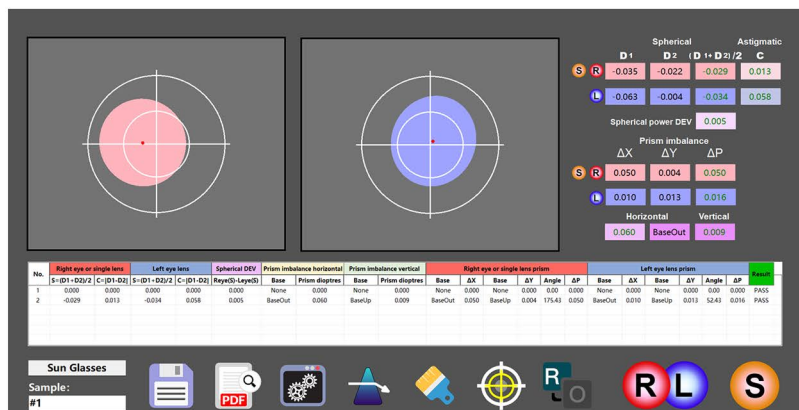 Spherical Astigmatic
D1 D2 (D1+D2)/2 C
S R -0.035 -0.022 -0.029 0.013
L -0.063 -0.004 -0.034 0.058
Spherical power DEV 0.005
Prism imbalance
ΔX ΔY ΔP
S R 0.050 0.004 0.050
L 0.010 0.013 0.016
Horizontal Vertical
0.060 BaseOut 0.009
No. Right eye or single lens Left eye lens Spherical DEV Prism imbalance horizontal Prism imbalance vertical Right eye or single lens prism Left eye lens prism Result
S=(D1+D2)/2 C=|D1-D2| S=(D1+D2)/2 C=|D1-D2| Reye(S)-Leye(S) Base Prism dioptres Base Prism dioptres Base ΔX Base ΔY Angle ΔP Base ΔX Base ΔY Angle ΔP
1 0.000 0.000 0.000 0.000 0.000 None 0.000 None 0.000 None 0.000 None 0.000 0.00 0.000 None 0.000 None 0.000 0.00 0.000 PASS
2 -0.029 0.013 -0.034 0.058 0.005 BaseOut 0.060 BaseUp 0.009 BaseOut 0.050 BaseUp 0.004 175.43 0.050 BaseOut 0.010 BaseUp 0.013 52.43 0.016 PASS
Sun Glasses
Sample:
#1
PDF
R
O
R L
S